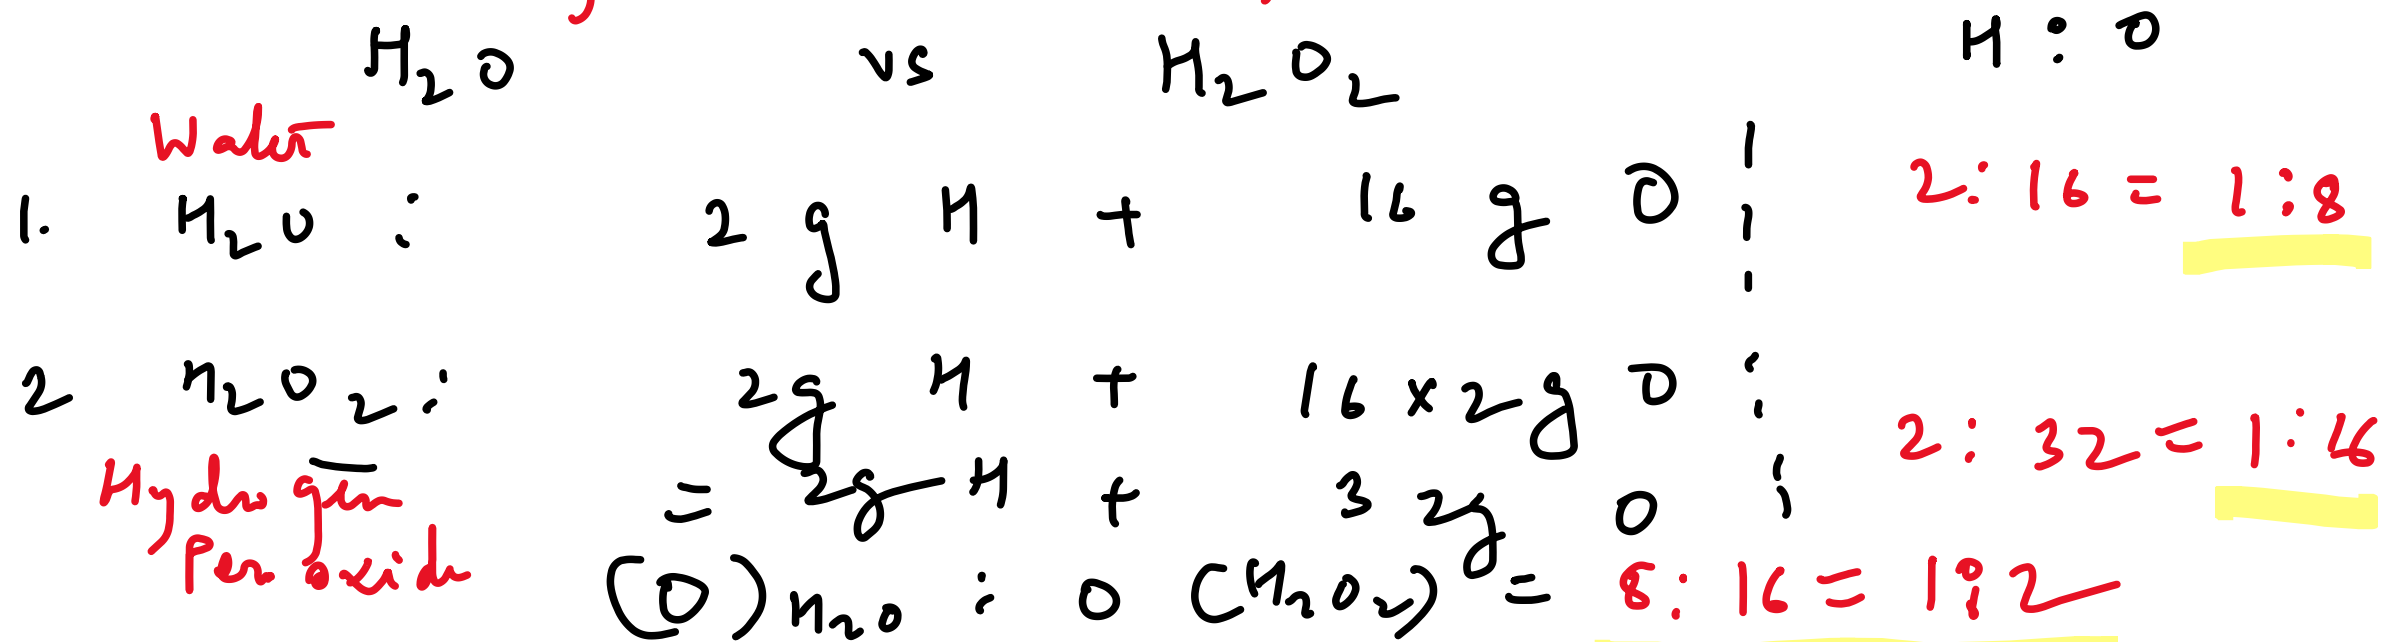 H₂O vs H₂O₂ H : O
Water
1. H₂O : 2 g H + 16 g O 2 : 16 = 1 : 8
2 H₂O₂ : 2g H + 16 x 2 g O 2 : 32 = 1 : 16
Hydrogen = 2g H + 32g O
Peroxide (O) H₂O : O (H₂O₂) = 8 : 16 = 1 : 2